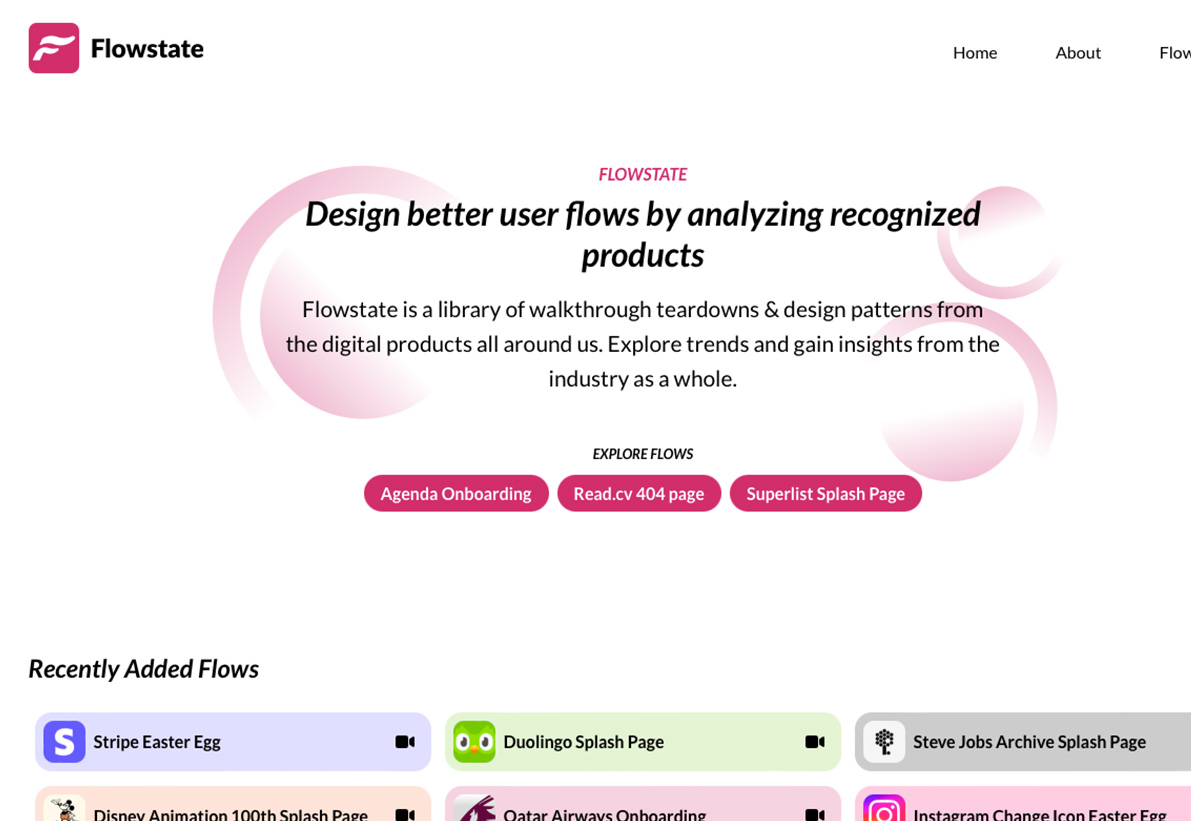 Flowstate
Home About Flow
FLOWSTATE
Design better user flows by analyzing recognized
products
Flowstate is a library of walkthrough teardowns & design patterns from
the digital products all around us. Explore trends and gain insights from the
industry as a whole.
EXPLORE FLOWS
Agenda Onboarding Read.cv 404 page Superlist Splash Page
Recently Added Flows
Stripe Easter Egg Duolingo Splash Page Steve Jobs Archive Splash Page
Disney Animation 100th Splash Page Qatar Airways Onboarding Instagram Change Icon Easter Egg